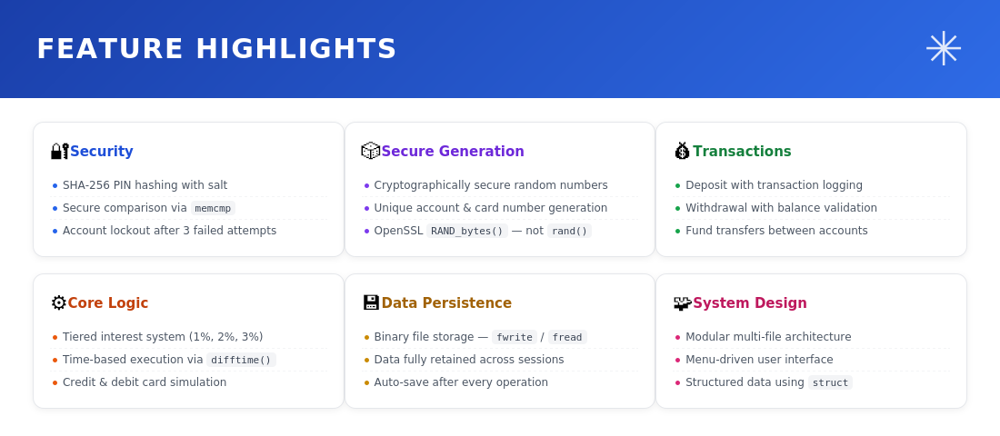 FEATURE HIGHLIGHTS
Security
SHA-256 PIN hashing with salt
Secure comparison via memcmp
Account lockout after 3 failed attempts
Secure Generation
Cryptographically secure random numbers
Unique account & card number generation
OpenSSL RAND_bytes() — not rand()
Transactions
Deposit with transaction logging
Withdrawal with balance validation
Fund transfers between accounts
Core Logic
Tiered interest system (1%, 2%, 3%)
Time-based execution via difftime()
Credit & debit card simulation
Data Persistence
Binary file storage — fwrite / fread
Data fully retained across sessions
Auto-save after every operation
System Design
Modular multi-file architecture
Menu-driven user interface
Structured data using struct